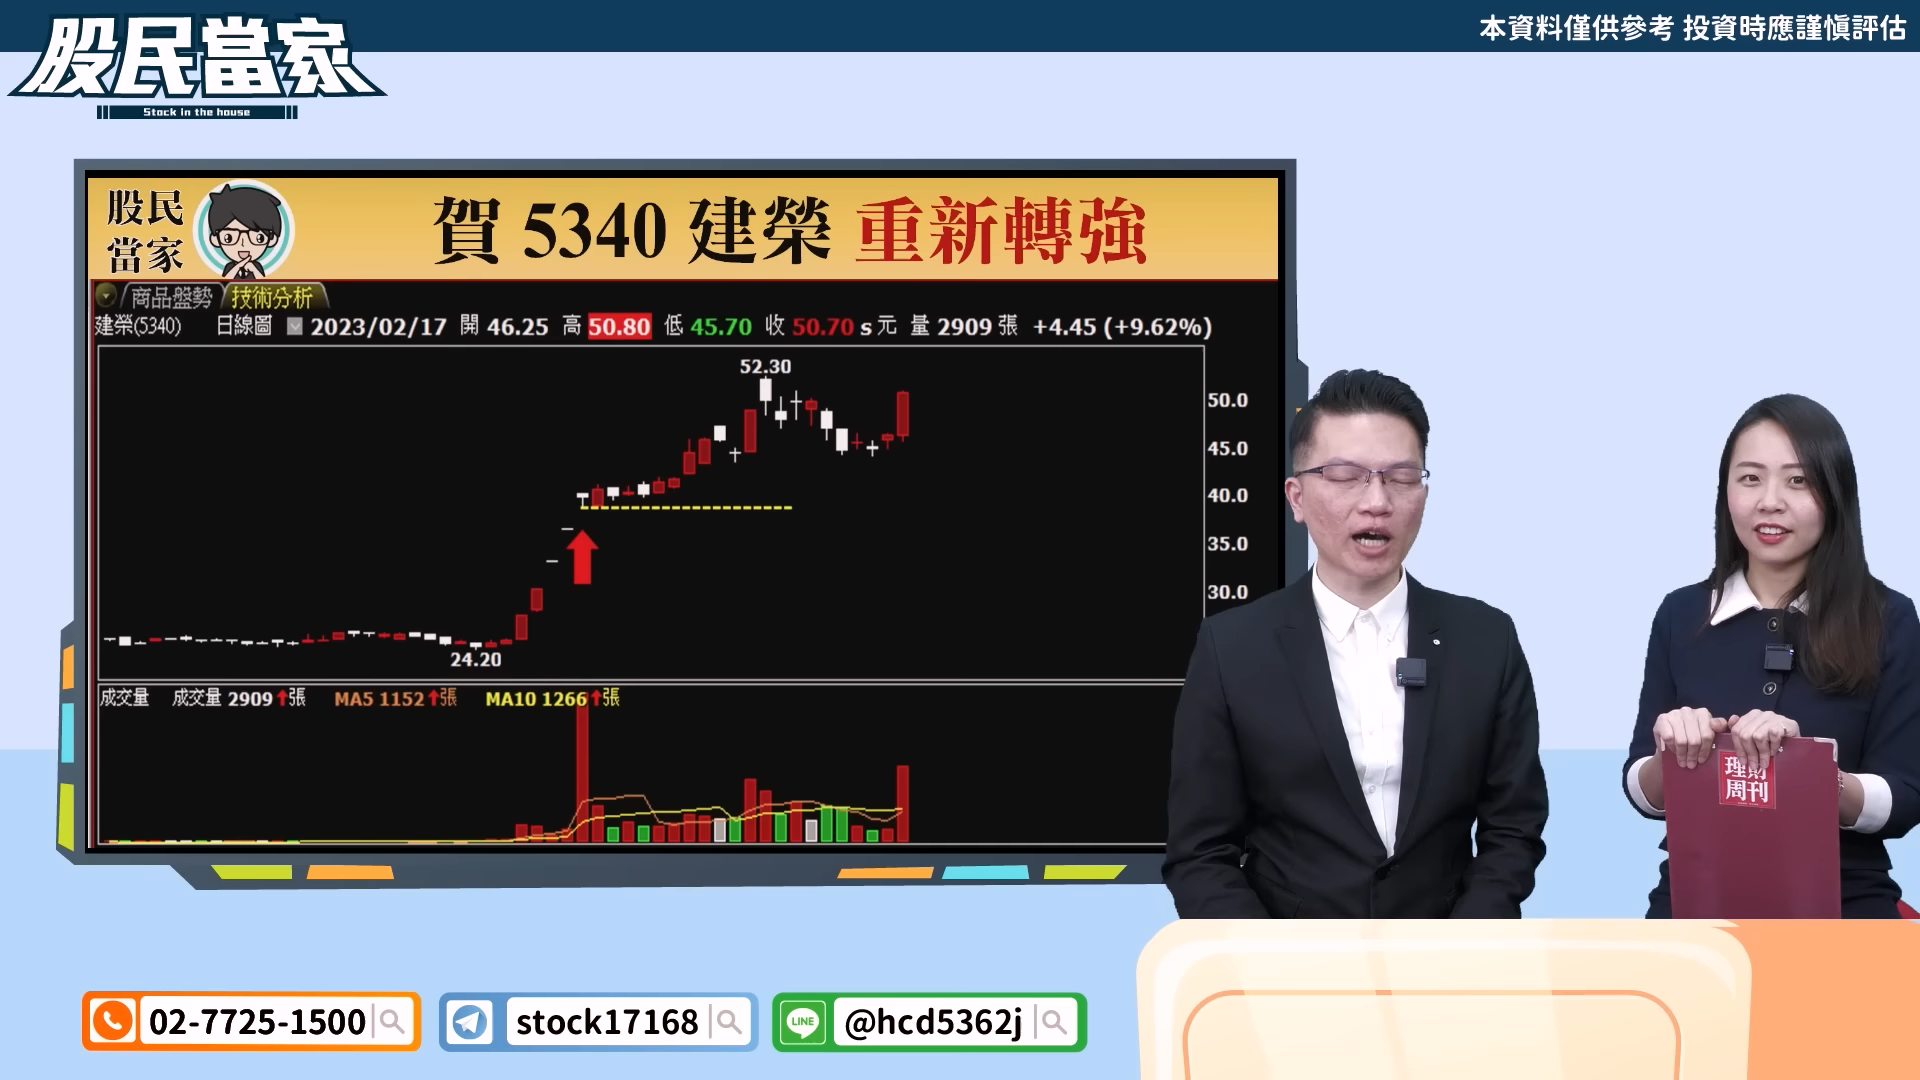 股民當家
Stock in the house
本資料僅供參考 投資時應謹慎評估
股民
當家
賀 5340 建榮 重新轉強
商品盤勢 技術分析
建榮(5340) 日線圖 2023/02/17 開 46.25 高 50.80 低 45.70 收 50.70 s元 量 2909 張 +4.45 (+9.62%)
52.30
50.0
45.0
40.0
35.0
30.0
24.20
成交量 成交量 2909 張 MA5 1152 張 MA10 1266 張
理財
周刊
02-7725-1500
stock17168
LINE @hcd5362j